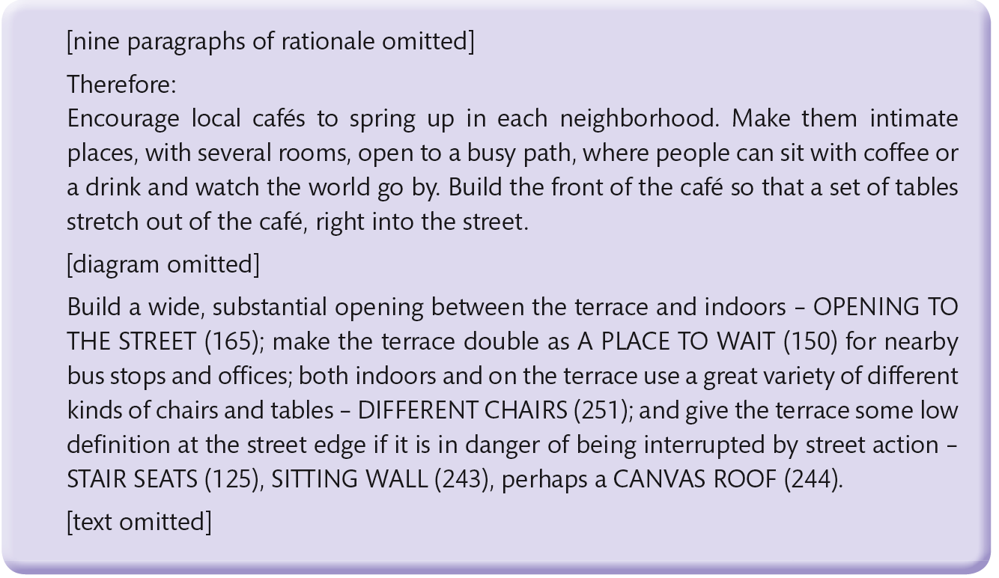 [nine paragraphs of rationale omitted]
Therefore:
Encourage local cafés to spring up in each neighborhood. Make them intimate
places, with several rooms, open to a busy path, where people can sit with coffee or
a drink and watch the world go by. Build the front of the café so that a set of tables
stretch out of the café, right into the street.
[diagram omitted]
Build a wide, substantial opening between the terrace and indoors – OPENING TO
THE STREET (165); make the terrace double as A PLACE TO WAIT (150) for nearby
bus stops and offices; both indoors and on the terrace use a great variety of different
kinds of chairs and tables – DIFFERENT CHAIRS (251); and give the terrace some low
definition at the street edge if it is in danger of being interrupted by street action –
STAIR SEATS (125), SITTING WALL (243), perhaps a CANVAS ROOF (244).
[text omitted]